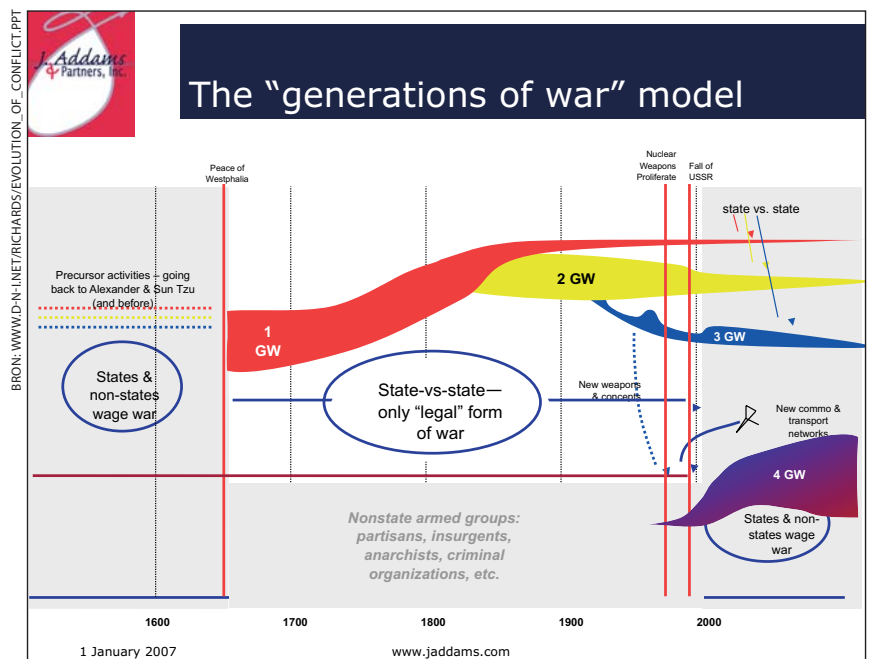 BRON: WWW.D-N-I.NET/RICHARDS/EVOLUTION_OF_CONFLICT.PPT
J. Addams
& Partners, Inc.
The “generations of war” model
Peace of
Westphalia
Nuclear
Weapons
Proliferate
Fall of
USSR
state vs. state
Precursor activities – going
back to Alexander & Sun Tzu
(and before)
1
GW
2 GW
3 GW
States &
non-states
wage war
State-vs-state—
only “legal” form
of war
New weapons
& concepts
New commo &
transport
networks
4 GW
Nonstate armed groups:
partisans, insurgents,
anarchists, criminal
organizations, etc.
States & non-
states wage
war
1600 1700 1800 1900 2000
1 January 2007 www.jaddams.com